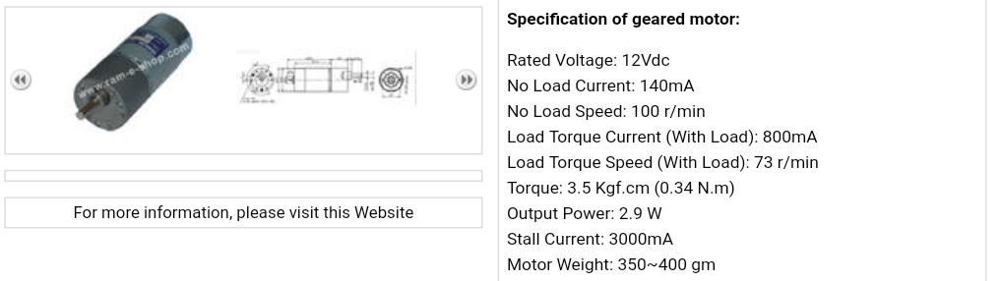 www.ram-e-shop.com
For more information, please visit this Website
Specification of geared motor:
Rated Voltage: 12Vdc
No Load Current: 140mA
No Load Speed: 100 r/min
Load Torque Current (With Load): 800mA
Load Torque Speed (With Load): 73 r/min
Torque: 3.5 Kgf.cm (0.34 N.m)
Output Power: 2.9 W
Stall Current: 3000mA
Motor Weight: 350~400 gm